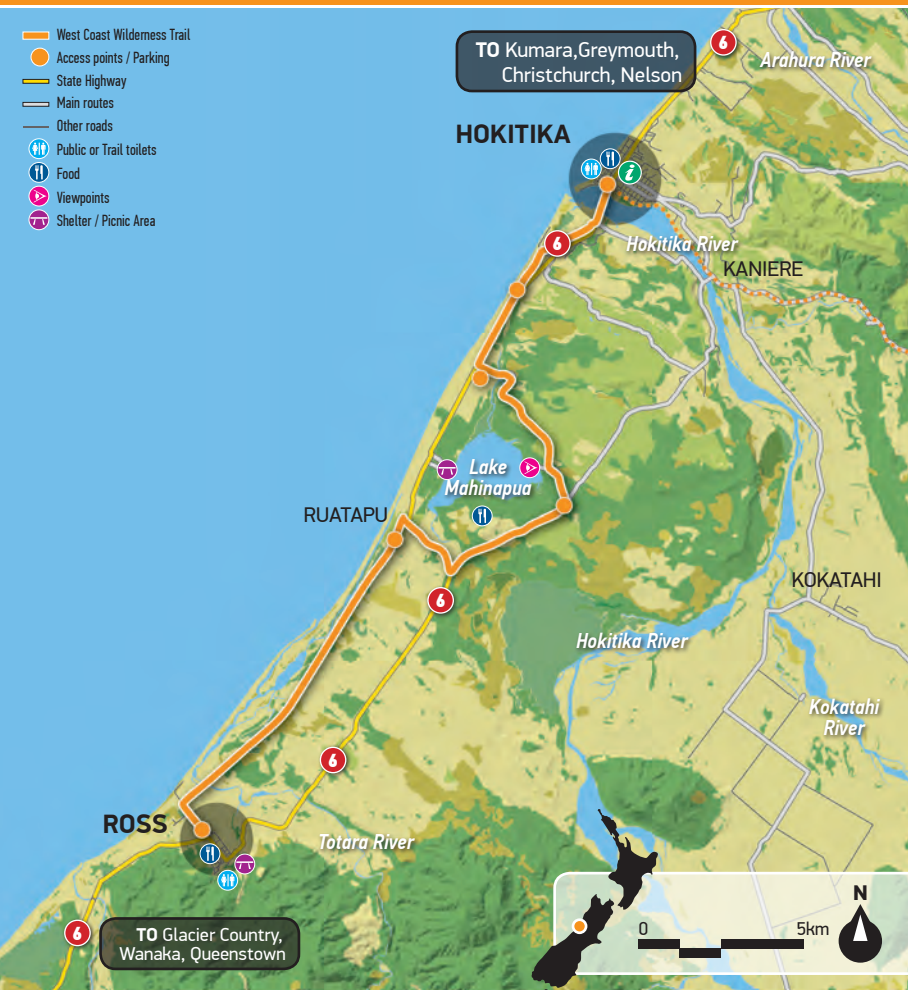 West Coast Wilderness Trail
Access points / Parking
State Highway
Main routes
Other roads
Public or Trail toilets
Food
Viewpoints
Shelter / Picnic Area
TO Kumara,Greymouth,
Christchurch, Nelson
6
Arahura River
HOKITIKA
i
6
Hokitika River
KANIERE
Lake
Mahinapua
RUATAPU
6
KOKATAHI
Hokitika River
Kokatahi
River
6
ROSS
Totara River
6
TO Glacier Country,
Wanaka, Queenstown
0
5km
N